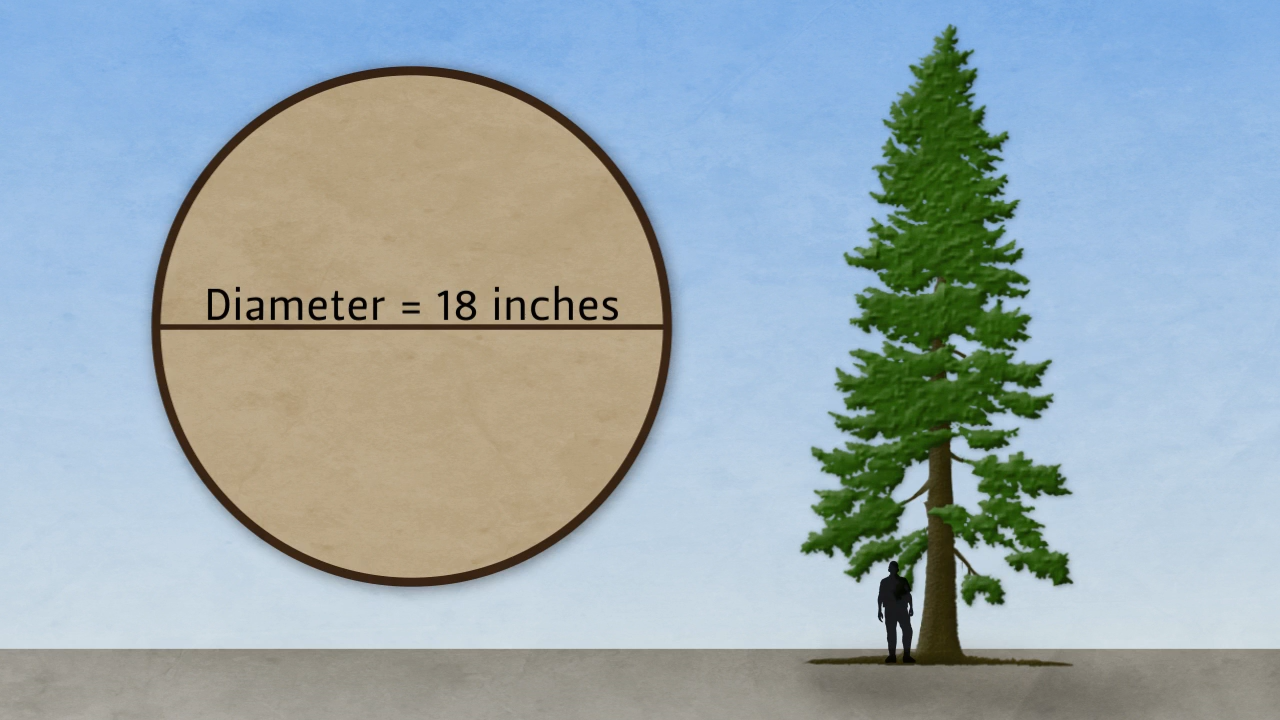 Diameter = 18 inches